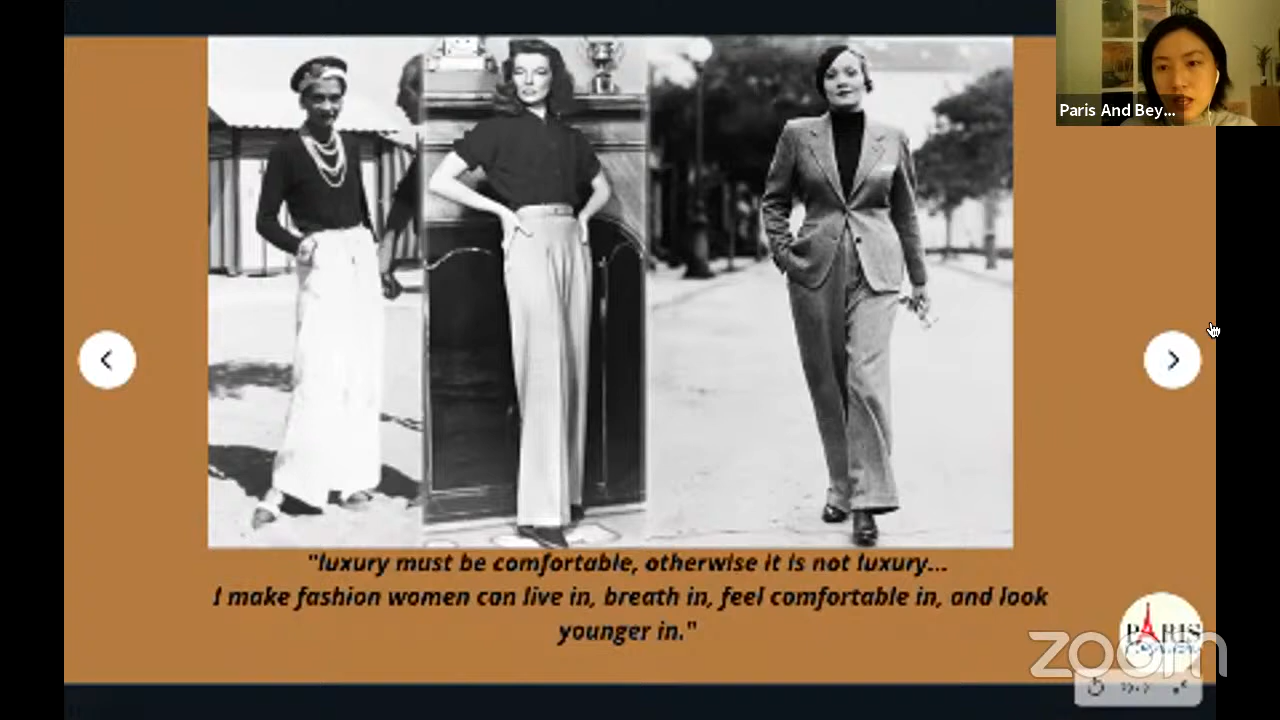 Paris And Bey...
"luxury must be comfortable, otherwise it is not luxury...
I make fashion women can live in, breath in, feel comfortable in, and look
younger in."
PARIS
zoom